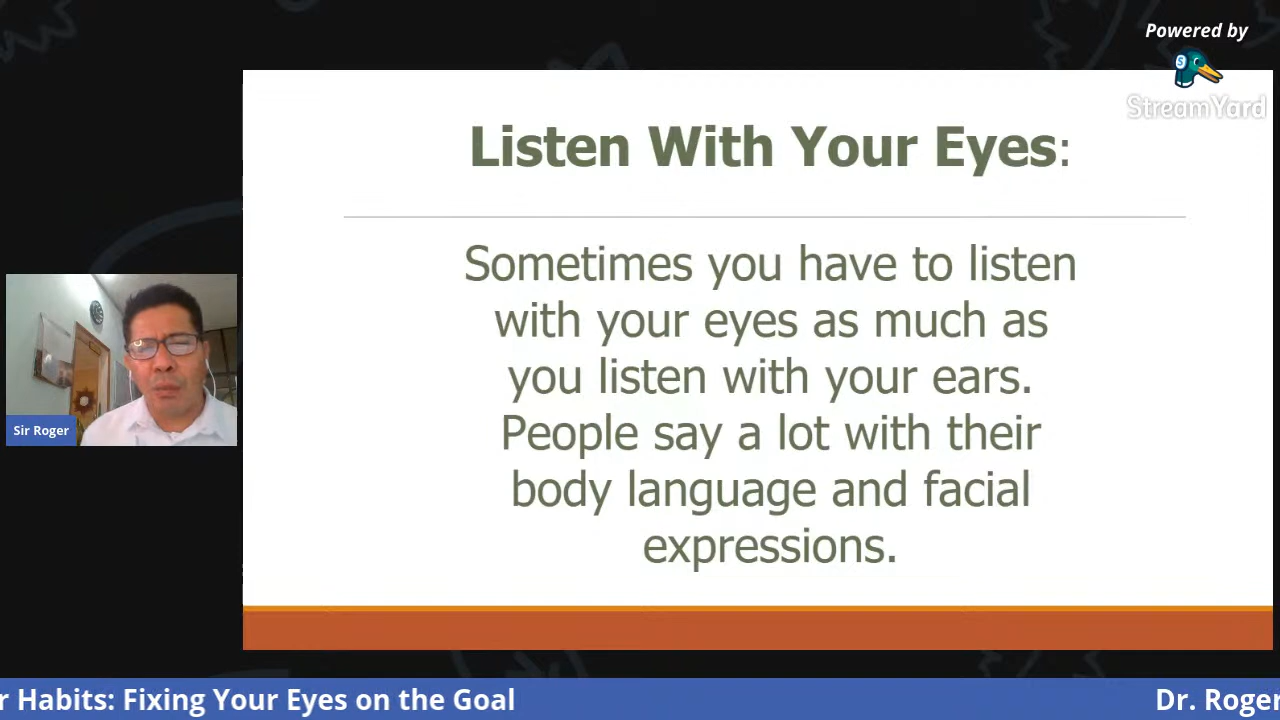 Powered by
StreamYard
Listen With Your Eyes:
Sometimes you have to listen
with your eyes as much as
you listen with your ears.
People say a lot with their
body language and facial
expressions.
Sir Roger
r Habits: Fixing Your Eyes on the Goal
Dr. Roger